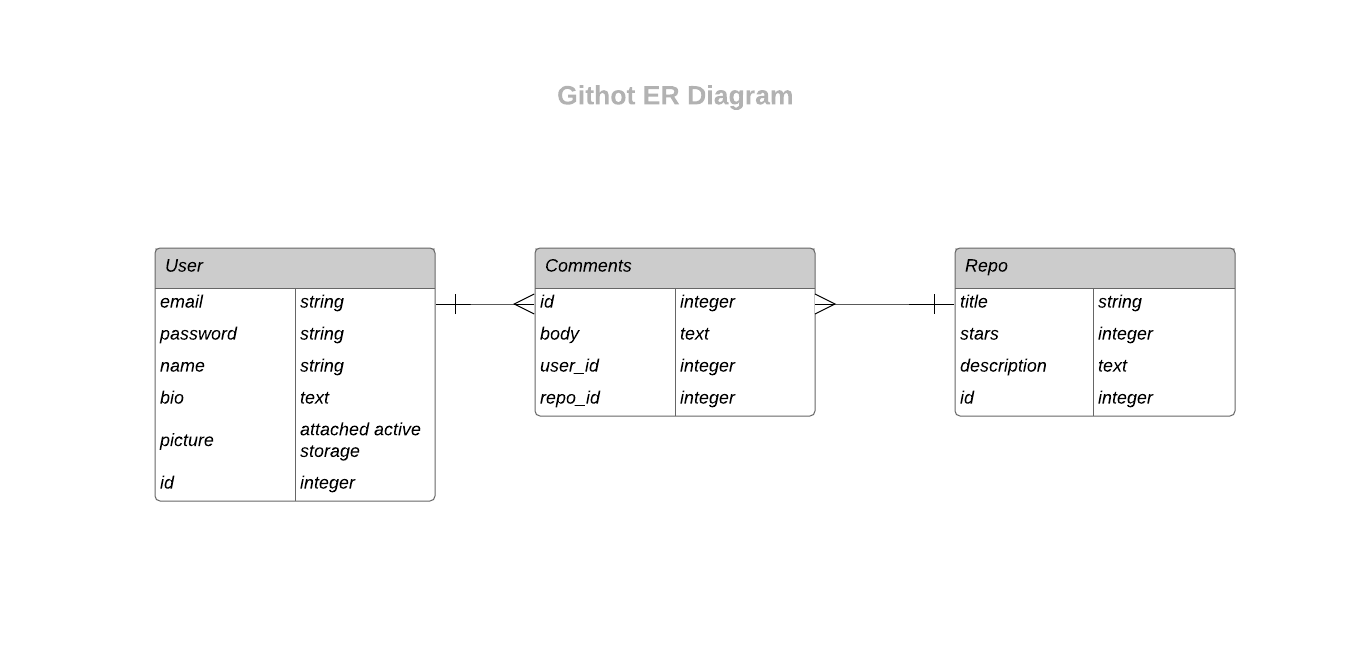 Githot ER Diagram
User
email string
password string
name string
bio text
picture attached active
storage
id integer
Comments
id integer
body text
user_id integer
repo_id integer
Repo
title string
stars integer
description text
id integer